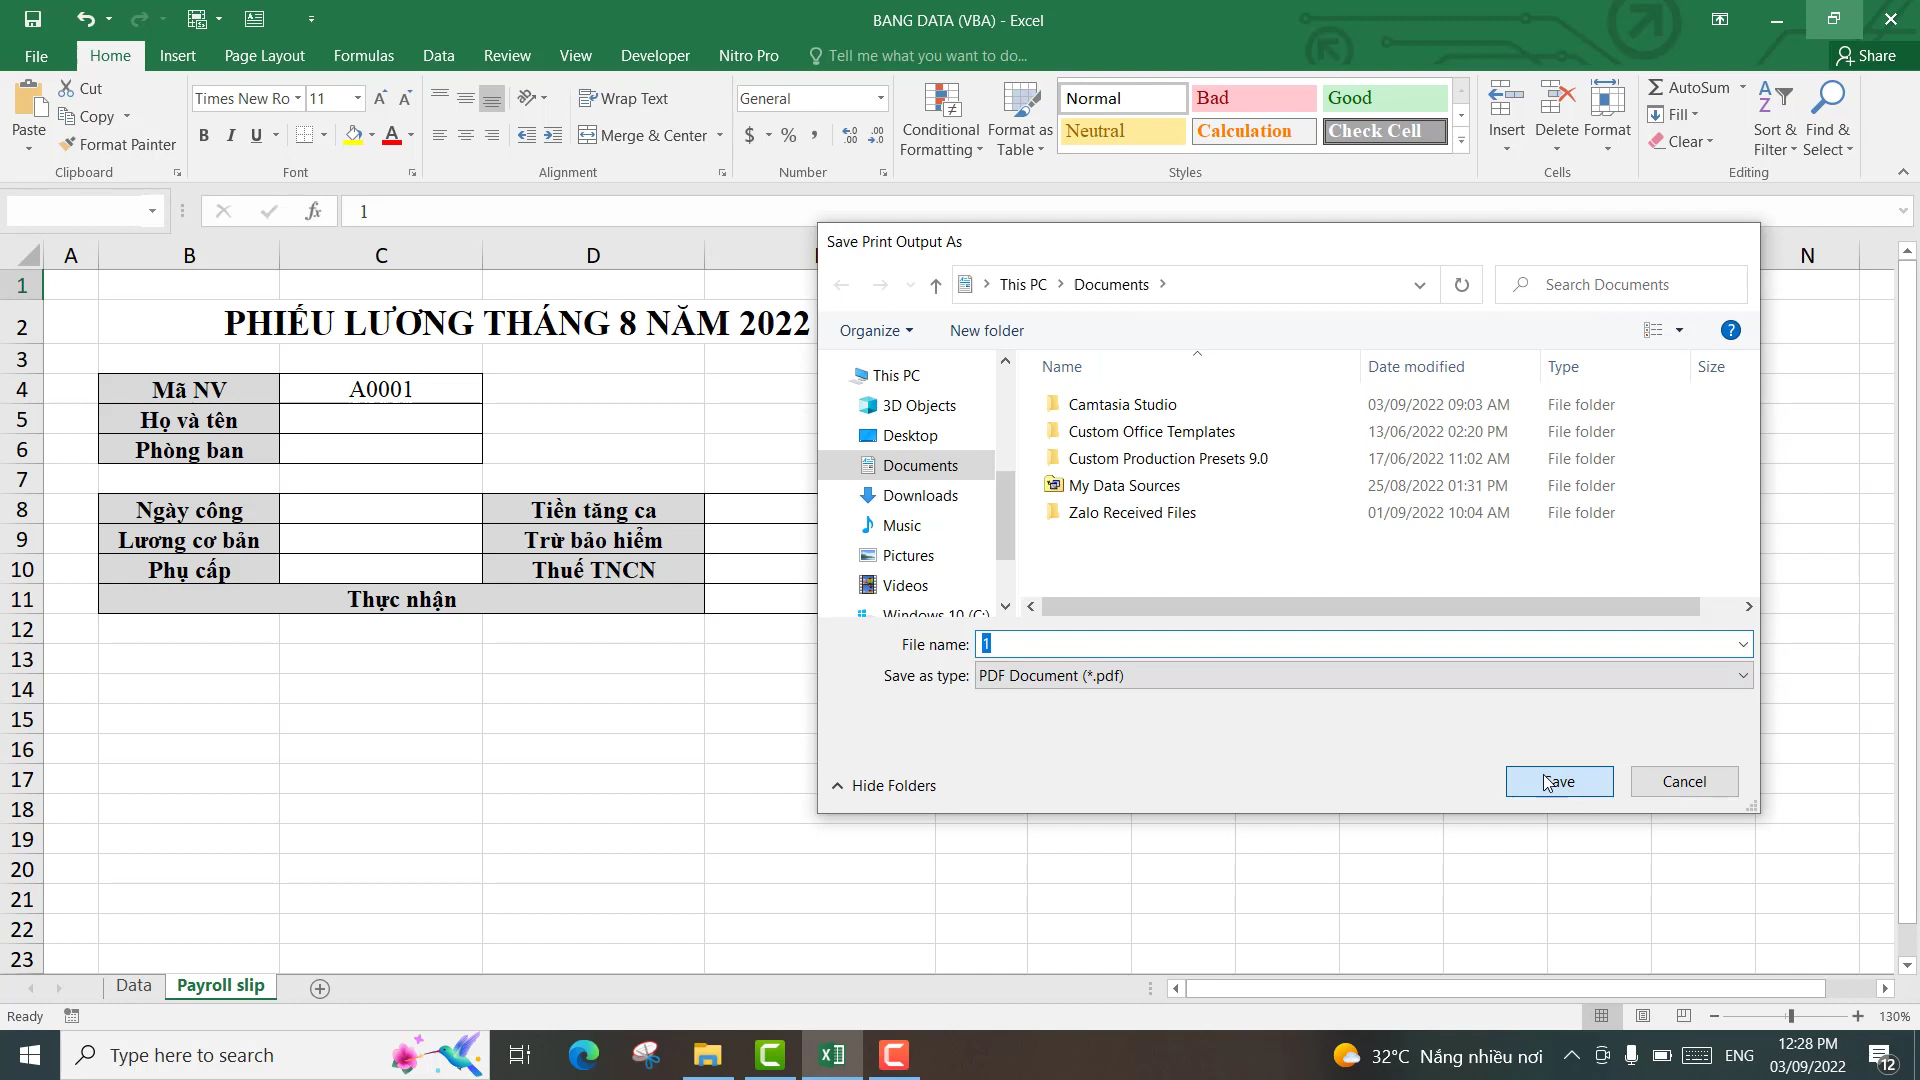 BANG DATA (VBA) - Excel
File Home Insert Page Layout Formulas Data Review View Developer Nitro Pro Tell me what you want to do... Share
Paste Cut Copy Format Painter Clipboard
Times New Ro 11 B I U A A Font
Wrap Text Merge & Center Alignment
General $ % , Number
Conditional Formatting Format as Table
Normal Bad Good
Neutral Calculation Check Cell
Styles
Insert Delete Format Cells
AutoSum Fill Clear Sort & Filter Find & Select Editing
fx 1
A B C D N
1
2 PHIẾU LƯƠNG THÁNG 8 NĂM 2022
3
4 Mã NV A0001
5 Họ và tên
6 Phòng ban
7
8 Ngày công Tiền tăng ca
9 Lương cơ bản Trừ bảo hiểm
10 Phụ cấp Thuế TNCN
11 Thực nhận
12
13
14
15
16
17
18
19
20
21
22
23
Save Print Output As
This PC Documents Search Documents
Organize New folder ?
This PC
3D Objects
Desktop
Documents
Downloads
Music
Pictures
Videos
Windows 10 (C:)
Name Date modified Type Size
Camtasia Studio 03/09/2022 09:03 AM File folder
Custom Office Templates 13/06/2022 02:20 PM File folder
Custom Production Presets 9.0 17/06/2022 11:02 AM File folder
My Data Sources 25/08/2022 01:31 PM File folder
Zalo Received Files 01/09/2022 10:04 AM File folder
File name: 1
Save as type: PDF Document (*.pdf)
Hide Folders Save Cancel
Data Payroll slip
Ready 130%
Type here to search 32°C Nắng nhiều nơi ENG 12:28 PM
03/09/2022 12